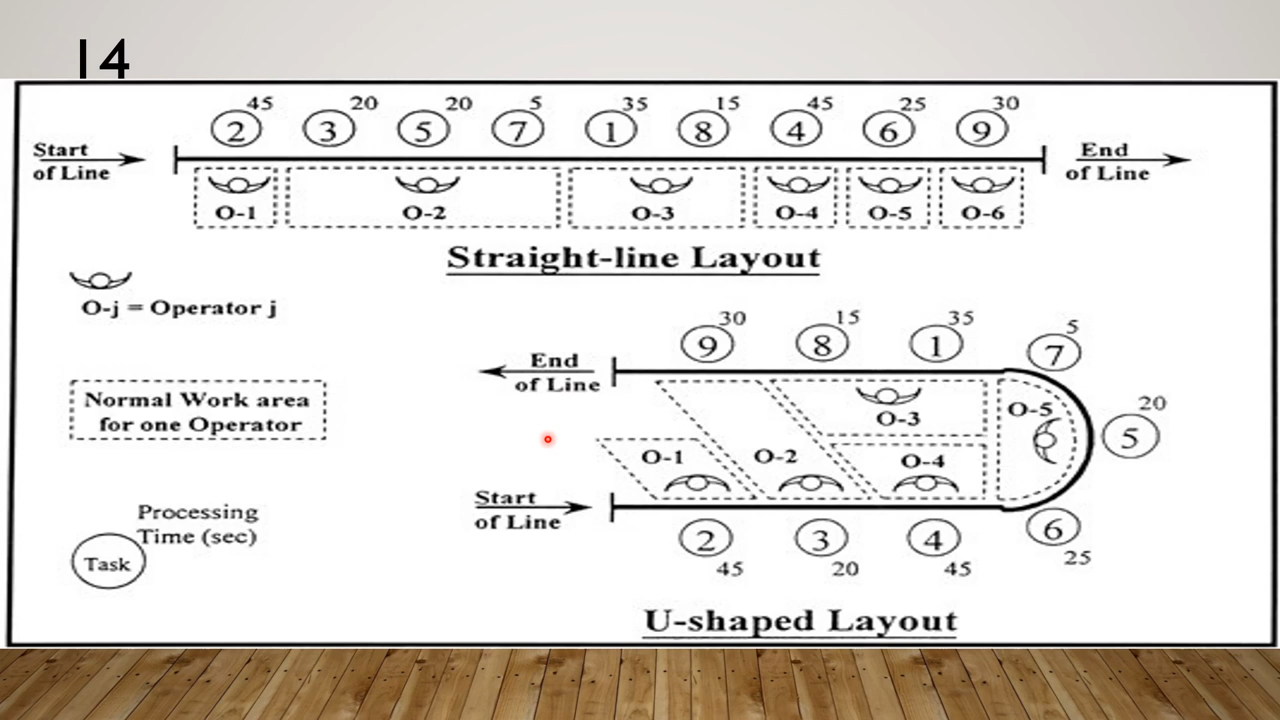 14
45 20 20 5 35 15 45 25 30
2 3 5 7 1 8 4 6 9
Start
of Line
End
of Line
O-1 O-2 O-3 O-4 O-5 O-6
Straight-line Layout
O-j = Operator j
Normal Work area
for one Operator
Processing
Time (sec)
Task
30 15 35 5
9 8 1 7
End
of Line
O-3
O-5
20
5
O-1 O-2 O-4
Start
of Line
2 3 4 6
45 20 45 25
U-shaped Layout